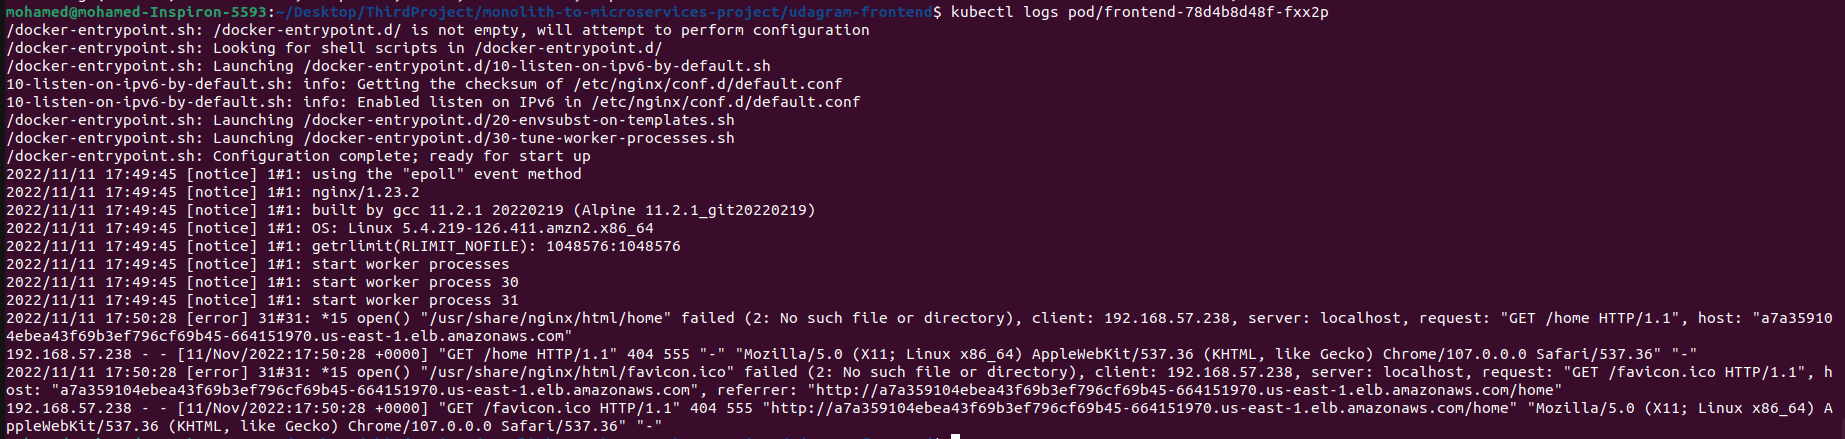 mohamed@mohamed-Inspiron-5593:~/Desktop/ThirdProject/monolith-to-microservices-project/udagram-frontend$ kubectl logs pod/frontend-78d4b8d48f-fxx2p
/docker-entrypoint.sh: /docker-entrypoint.d/ is not empty, will attempt to perform configuration
/docker-entrypoint.sh: Looking for shell scripts in /docker-entrypoint.d/
/docker-entrypoint.sh: Launching /docker-entrypoint.d/10-listen-on-ipv6-by-default.sh
10-listen-on-ipv6-by-default.sh: info: Getting the checksum of /etc/nginx/conf.d/default.conf
10-listen-on-ipv6-by-default.sh: info: Enabled listen on IPv6 in /etc/nginx/conf.d/default.conf
/docker-entrypoint.sh: Launching /docker-entrypoint.d/20-envsubst-on-templates.sh
/docker-entrypoint.sh: Launching /docker-entrypoint.d/30-tune-worker-processes.sh
/docker-entrypoint.sh: Configuration complete; ready for start up
2022/11/11 17:49:45 [notice] 1#1: using the "epoll" event method
2022/11/11 17:49:45 [notice] 1#1: nginx/1.23.2
2022/11/11 17:49:45 [notice] 1#1: built by gcc 11.2.1 20220219 (Alpine 11.2.1_git20220219)
2022/11/11 17:49:45 [notice] 1#1: OS: Linux 5.4.219-126.411.amzn2.x86_64
2022/11/11 17:49:45 [notice] 1#1: getrlimit(RLIMIT_NOFILE): 1048576:1048576
2022/11/11 17:49:45 [notice] 1#1: start worker processes
2022/11/11 17:49:45 [notice] 1#1: start worker process 30
2022/11/11 17:49:45 [notice] 1#1: start worker process 31
2022/11/11 17:50:28 [error] 31#31: *15 open() "/usr/share/nginx/html/home" failed (2: No such file or directory), client: 192.168.57.238, server: localhost, request: "GET /home HTTP/1.1", host: "a7a35910
4ebea43f69b3ef796cf69b45-664151970.us-east-1.elb.amazonaws.com"
192.168.57.238 - - [11/Nov/2022:17:50:28 +0000] "GET /home HTTP/1.1" 404 555 "-" "Mozilla/5.0 (X11; Linux x86_64) AppleWebKit/537.36 (KHTML, like Gecko) Chrome/107.0.0.0 Safari/537.36" "-"
2022/11/11 17:50:28 [error] 31#31: *15 open() "/usr/share/nginx/html/favicon.ico" failed (2: No such file or directory), client: 192.168.57.238, server: localhost, request: "GET /favicon.ico HTTP/1.1", h
ost: "a7a359104ebea43f69b3ef796cf69b45-664151970.us-east-1.elb.amazonaws.com", referrer: "http://a7a359104ebea43f69b3ef796cf69b45-664151970.us-east-1.elb.amazonaws.com/home"
192.168.57.238 - - [11/Nov/2022:17:50:28 +0000] "GET /favicon.ico HTTP/1.1" 404 555 "http://a7a359104ebea43f69b3ef796cf69b45-664151970.us-east-1.elb.amazonaws.com/home" "Mozilla/5.0 (X11; Linux x86_64) A
ppleWebKit/537.36 (KHTML, like Gecko) Chrome/107.0.0.0 Safari/537.36" "-"